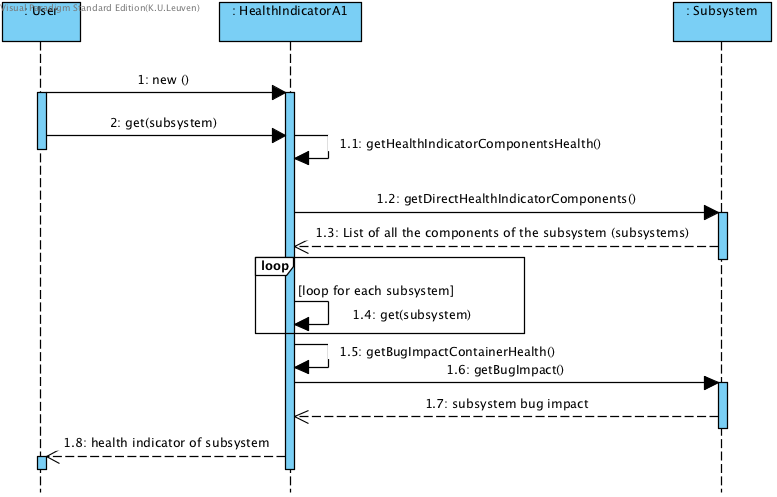 Visual Paradigm Standard Edition(K.U.Leuven)
: User
: HealthIndicatorA1
: Subsystem
1: new ()
2: get(subsystem)
1.1: getHealthIndicatorComponentsHealth()
1.2: getDirectHealthIndicatorComponents()
1.3: List of all the components of the subsystem (subsystems)
loop
[loop for each subsystem]
1.4: get(subsystem)
1.5: getBugImpactContainerHealth()
1.6: getBugImpact()
1.7: subsystem bug impact
1.8: health indicator of subsystem